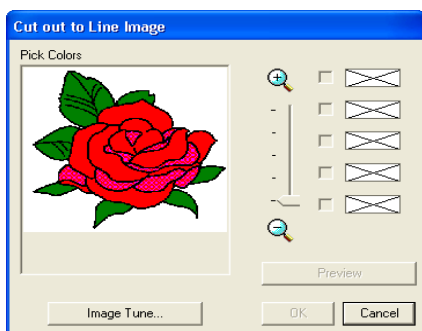 Cut out to Line Image
Pick Colors
Preview
Image Tune...
OK
Cancel